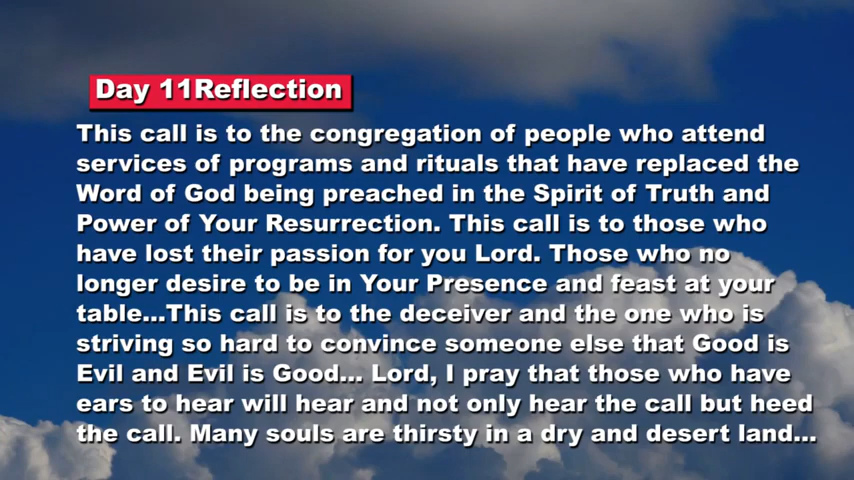 Day 11Reflection
This call is to the congregation of people who attend
services of programs and rituals that have replaced the
Word of God being preached in the Spirit of Truth and
Power of Your Resurrection. This call is to those who
have lost their passion for you Lord. Those who no
longer desire to be in Your Presence and feast at your
table...This call is to the deceiver and the one who is
striving so hard to convince someone else that Good is
Evil and Evil is Good... Lord, I pray that those who have
ears to hear will hear and not only hear the call but heed
the call. Many souls are thirsty in a dry and desert land...